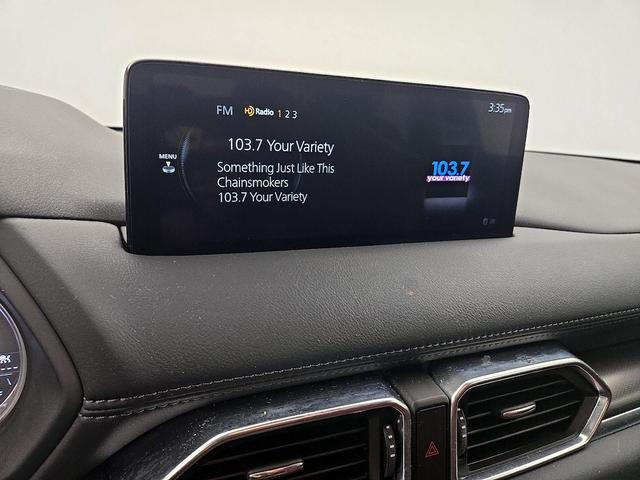 FM HD Radio 1 2 3
3:35pm
103.7 Your Variety
MENU
Something Just Like This
Chainsmokers
103.7 Your Variety
103.7
your variety